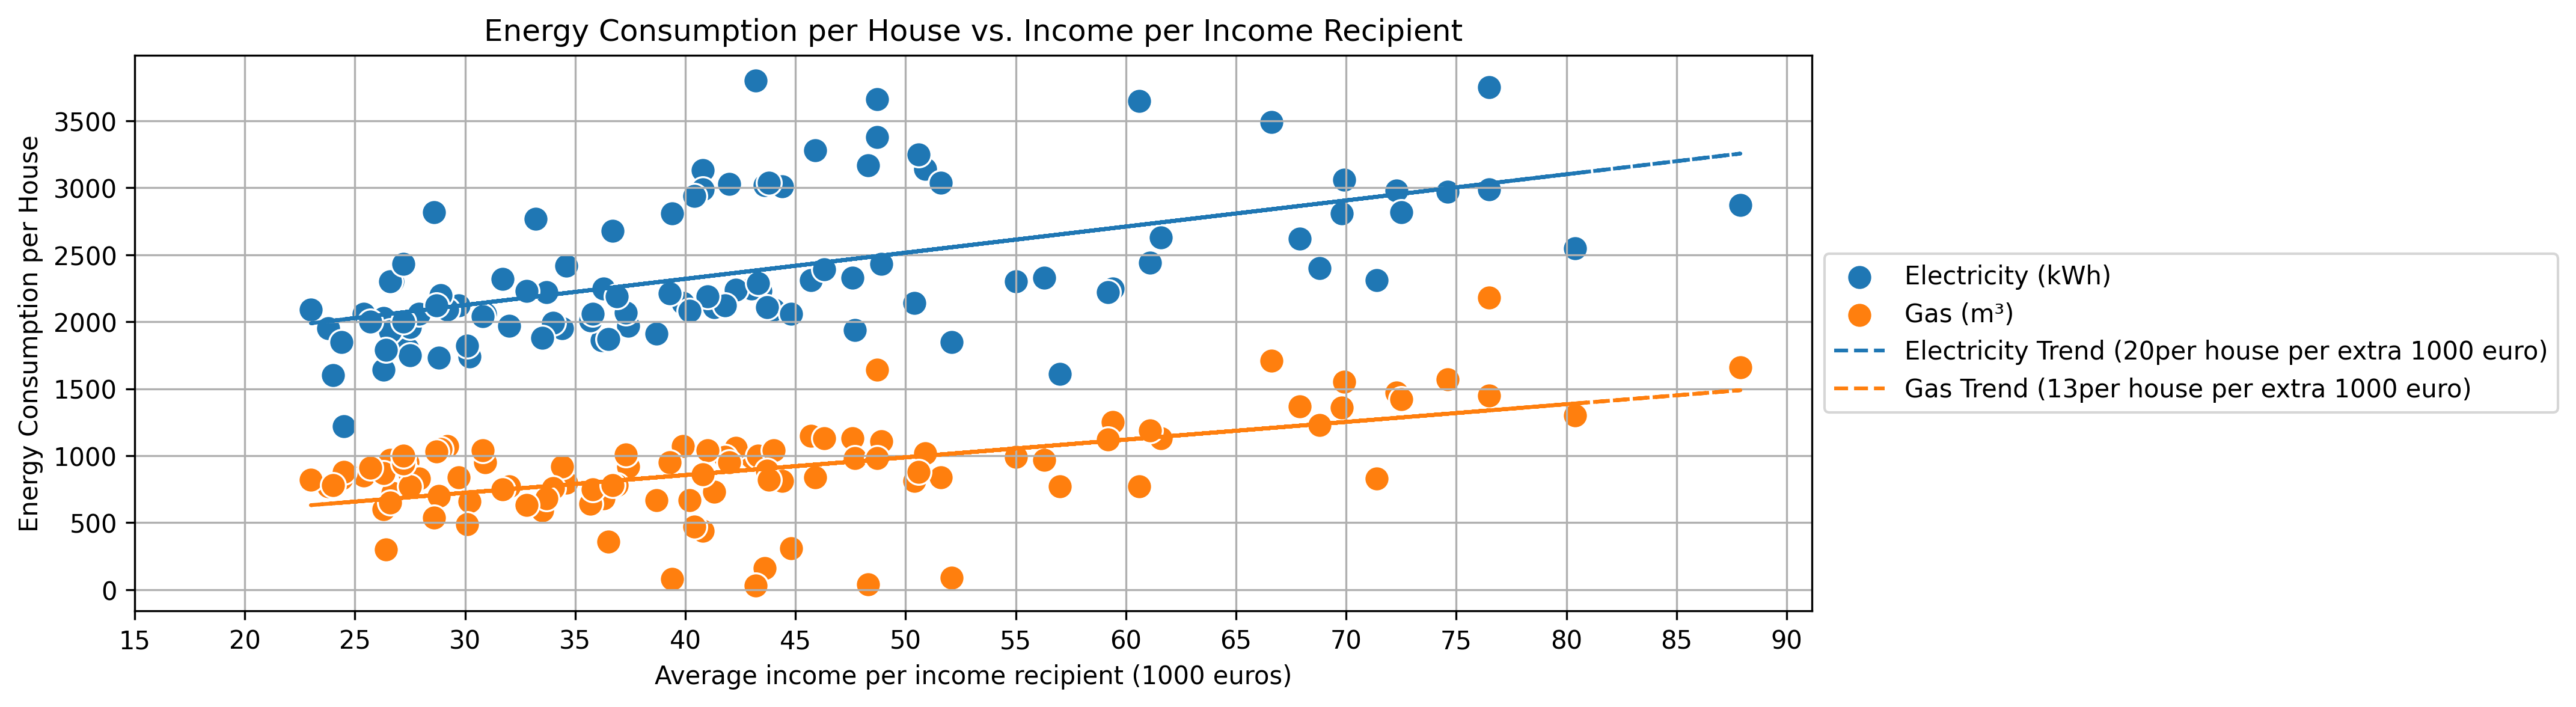 Energy Consumption per House vs. Income per Income Recipient
Energy Consumption per House
3500
3000
2500
2000
1500
1000
500
0
15 20 25 30 35 40 45 50 55 60 65 70 75 80 85 90
Average income per income recipient (1000 euros)
Electricity (kWh)
Gas (m³)
Electricity Trend (20per house per extra 1000 euro)
Gas Trend (13per house per extra 1000 euro)